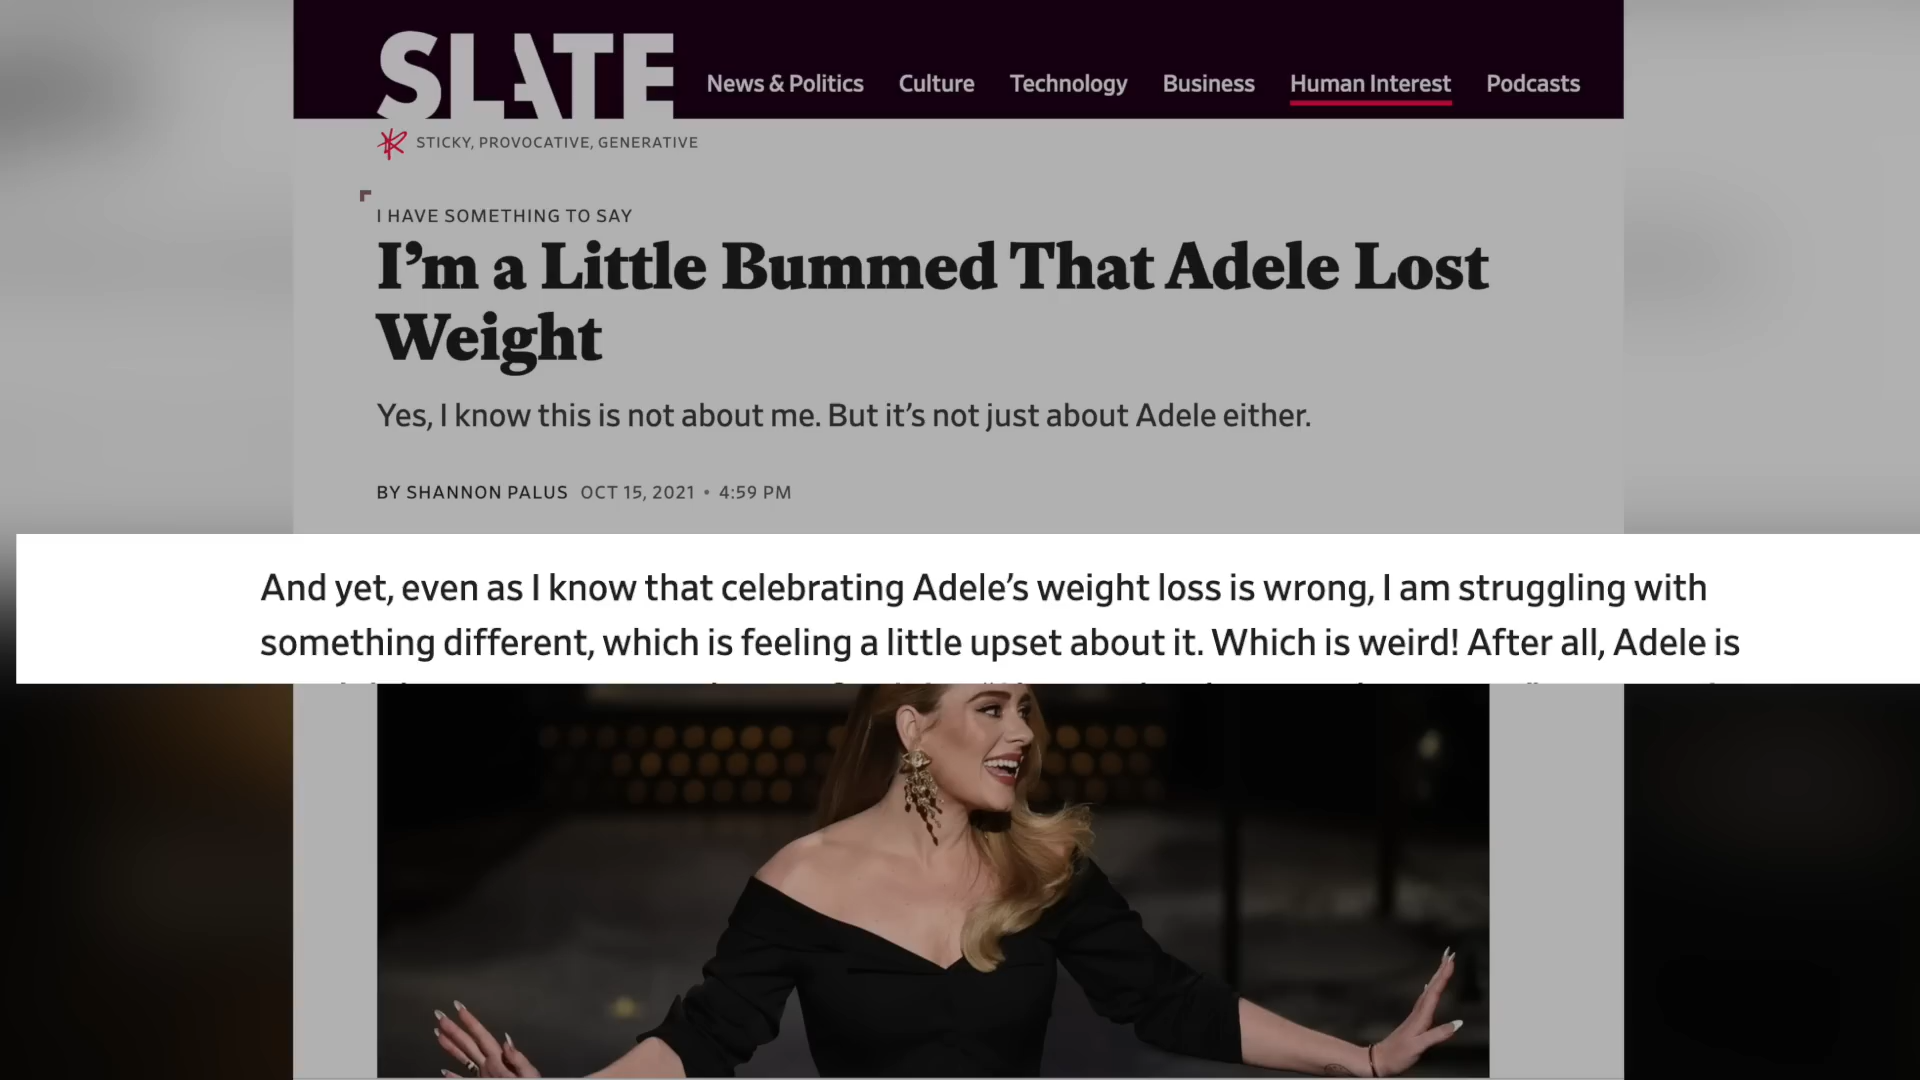 SLATE
News & Politics Culture Technology Business Human Interest Podcasts
STICKY, PROVOCATIVE, GENERATIVE
I HAVE SOMETHING TO SAY
I’m a Little Bummed That Adele Lost
Weight
Yes, I know this is not about me. But it’s not just about Adele either.
BY SHANNON PALUS OCT 15, 2021 • 4:59 PM
And yet, even as I know that celebrating Adele’s weight loss is wrong, I am struggling with
something different, which is feeling a little upset about it. Which is weird! After all, Adele is